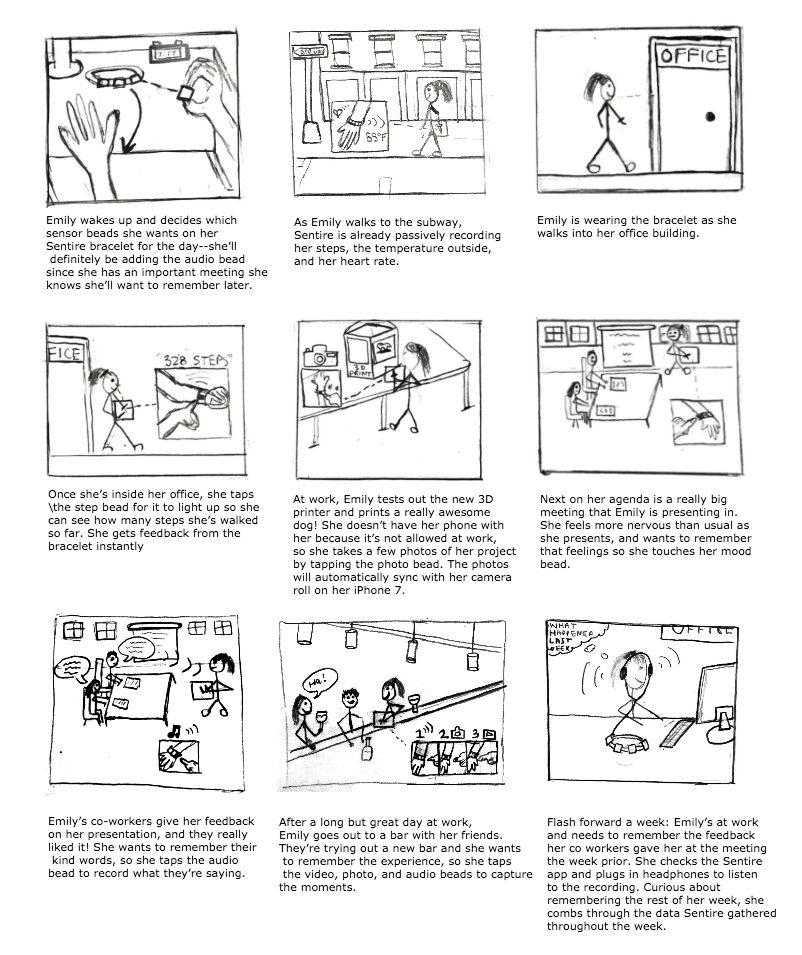 Emily wakes up and decides which
sensor beads she wants on her
Sentire bracelet for the day--she'll
definitely be adding the audio bead
since she has an important meeting she
knows she'll want to remember later.
55°F
As Emily walks to the subway,
Sentire is already passively recording
her steps, the temperature outside,
and her heart rate.
OFFICE
Emily is wearing the bracelet as she
walks into her office building.
FICE
"328 STEPS"
Once she's inside her office, she taps
\the step bead for it to light up so she
can see how many steps she's walked
so far. She gets feedback from the
bracelet instantly
3D
PRINT
At work, Emily tests out the new 3D
printer and prints a really awesome
dog! She doesn't have her phone with
her because it's not allowed at work,
so she takes a few photos of her project
by tapping the photo bead. The photos
will automatically sync with her camera
roll on her iPhone 7.
Next on her agenda is a really big
meeting that Emily is presenting in.
She feels more nervous than usual as
she presents, and wants to remember
that feelings so she touches her mood
bead.
Emily's co-workers give her feedback
on her presentation, and they really
liked it! She wants to remember their
kind words, so she taps the audio
bead to record what they're saying.
Ha!
1 2 3
After a long but great day at work,
Emily goes out to a bar with her friends.
They're trying out a new bar and she wants
to remember the experience, so she taps
the video, photo, and audio beads to capture
the moments.
WHAT
HAPPENED
LAST
WEEK?
OFFICE
Flash forward a week: Emily's at work
and needs to remember the feedback
her co workers gave her at the meeting
the week prior. She checks the Sentire
app and plugs in headphones to listen
to the recording. Curious about
remembering the rest of her week, she
combs through the data Sentire gathered
throughout the week.